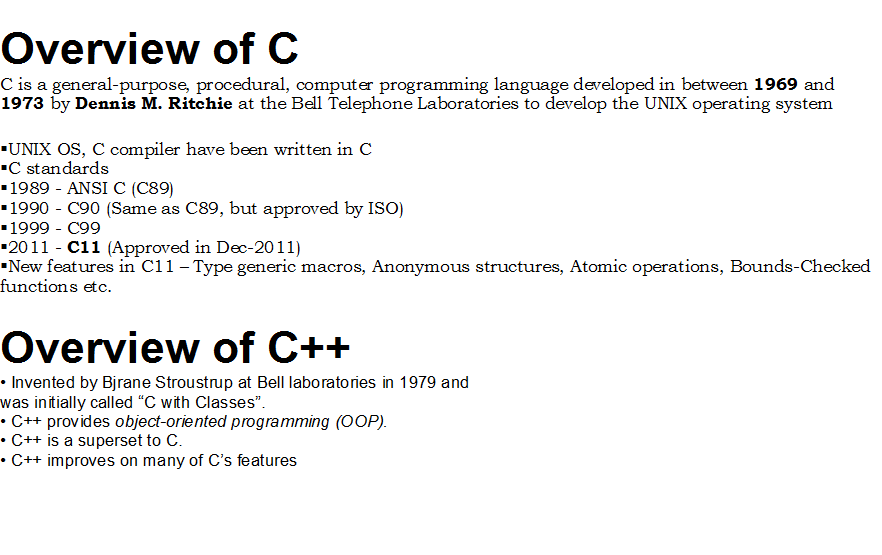 Overview of C
C is a general-purpose, procedural, computer programming language developed in between 1969 and
1973 by Dennis M. Ritchie at the Bell Telephone Laboratories to develop the UNIX operating system
▪UNIX OS, C compiler have been written in C
▪C standards
▪1989 - ANSI C (C89)
▪1990 - C90 (Same as C89, but approved by ISO)
▪1999 - C99
▪2011 - C11 (Approved in Dec-2011)
▪New features in C11 – Type generic macros, Anonymous structures, Atomic operations, Bounds-Checked
functions etc.
Overview of C++
• Invented by Bjrane Stroustrup at Bell laboratories in 1979 and
was initially called “C with Classes”.
• C++ provides object-oriented programming (OOP).
• C++ is a superset to C.
• C++ improves on many of C’s features